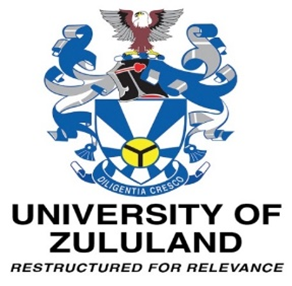 DILIGENTIA CRESCO
UNIVERSITY OF
ZULULAND
RESTRUCTURED FOR RELEVANCE